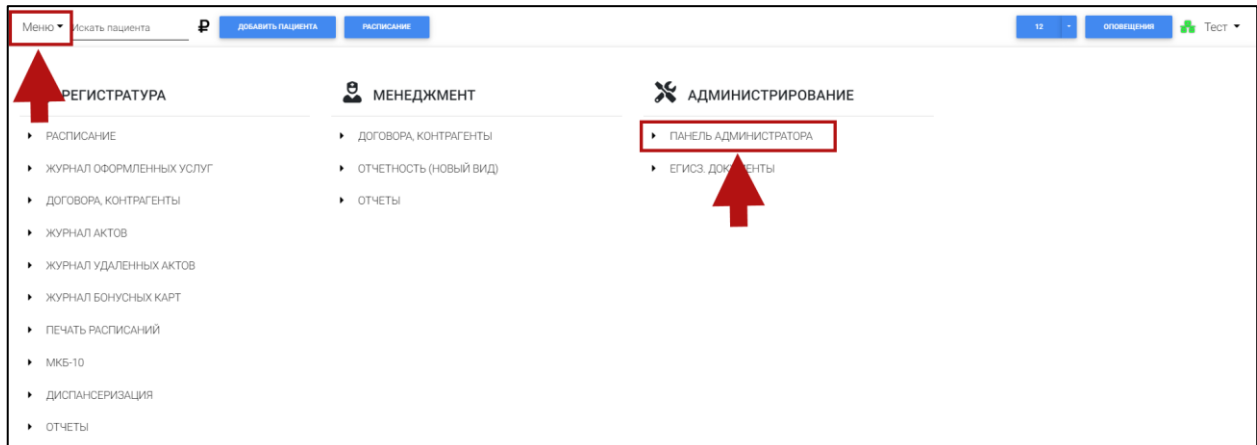 Меню Искать пациента ₽ ДОБАВИТЬ ПАЦИЕНТА РАСПИСАНИЕ 12 ОПОВЕЩЕНИЯ Тест
РЕГИСТРАТУРА
РАСПИСАНИЕ
ЖУРНАЛ ОФОРМЛЕННЫХ УСЛУГ
ДОГОВОРА, КОНТРАГЕНТЫ
ЖУРНАЛ АКТОВ
ЖУРНАЛ УДАЛЕННЫХ АКТОВ
ЖУРНАЛ БОНУСНЫХ КАРТ
ПЕЧАТЬ РАСПИСАНИЙ
МКБ-10
ДИСПАНСЕРИЗАЦИЯ
ОТЧЕТЫ
МЕНЕДЖМЕНТ
ДОГОВОРА, КОНТРАГЕНТЫ
ОТЧЕТНОСТЬ (НОВЫЙ ВИД)
ОТЧЕТЫ
АДМИНИСТРИРОВАНИЕ
ПАНЕЛЬ АДМИНИСТРАТОРА
ЕГИСЗ. ДОКУМЕНТЫ